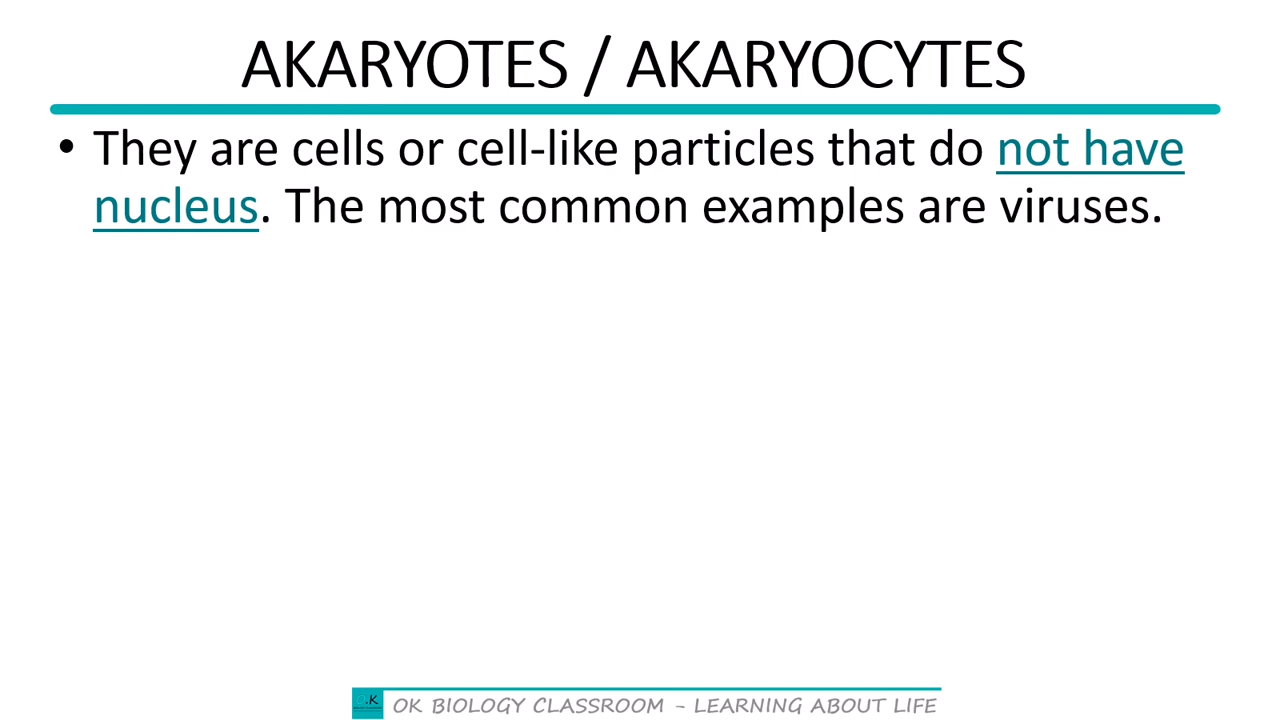 AKARYOTES / AKARYOCYTES
• They are cells or cell-like particles that do not have
nucleus. The most common examples are viruses.
.K
OK BIOLOGY CLASSROOM - LEARNING ABOUT LIFE